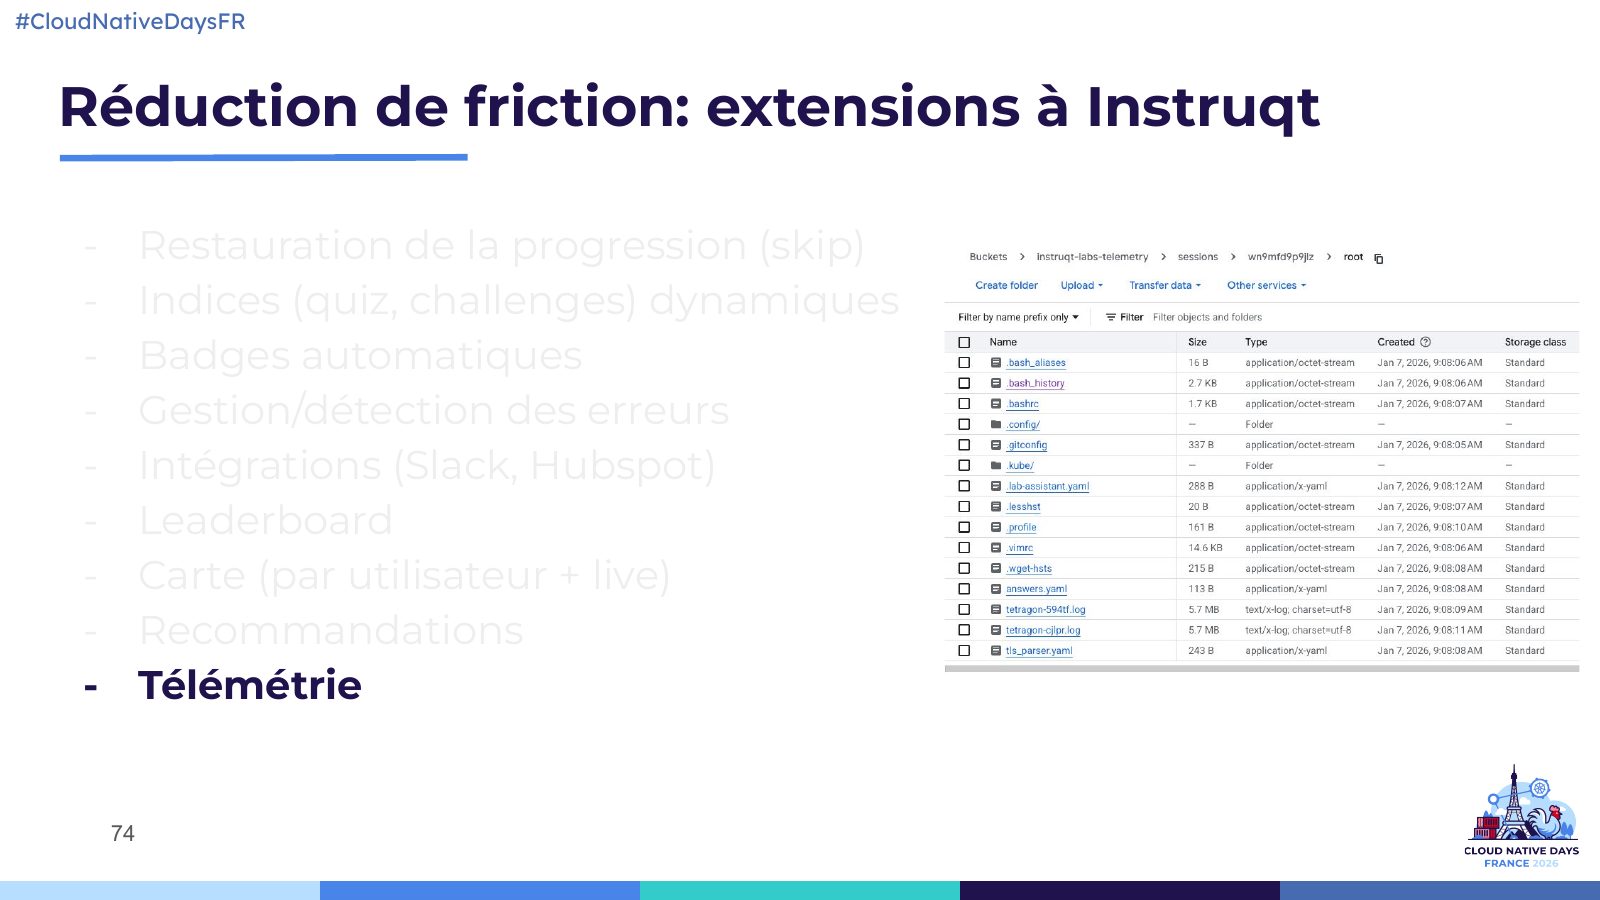 #CloudNativeDaysFR
Réduction de friction: extensions à Instruqt
- Restauration de la progression (skip)
- Indices (quiz, challenges) dynamiques
- Badges automatiques
- Gestion/détection des erreurs
- Intégrations (Slack, Hubspot)
- Leaderboard
- Carte (par utilisateur + live)
- Recommandations
- Télémétrie
Buckets > instruqt-labs-telemetry > sessions > wn9mfd9p9jlz > root
Create folder Upload Transfer data Other services
Filter by name prefix only Filter Filter objects and folders
Name Size Type Created Storage class
.bash_aliases 16 B application/octet-stream Jan 7, 2026, 9:08:06 AM Standard
.bash_history 2.7 KB application/octet-stream Jan 7, 2026, 9:08:06 AM Standard
.bashrc 1.7 KB application/octet-stream Jan 7, 2026, 9:08:07 AM Standard
.config/ — Folder — —
.gitconfig 337 B application/octet-stream Jan 7, 2026, 9:08:05 AM Standard
.kube/ — Folder — —
.lab-assistant.yaml 288 B application/x-yaml Jan 7, 2026, 9:08:12 AM Standard
.lesshst 20 B application/octet-stream Jan 7, 2026, 9:08:07 AM Standard
.profile 161 B application/octet-stream Jan 7, 2026, 9:08:10 AM Standard
.vimrc 14.6 KB application/octet-stream Jan 7, 2026, 9:08:06 AM Standard
.wget-hsts 215 B application/octet-stream Jan 7, 2026, 9:08:08 AM Standard
answers.yaml 113 B application/x-yaml Jan 7, 2026, 9:08:08 AM Standard
tetragon-594tf.log 5.7 MB text/x-log; charset=utf-8 Jan 7, 2026, 9:08:09 AM Standard
tetragon-cjlpr.log 5.7 MB text/x-log; charset=utf-8 Jan 7, 2026, 9:08:11 AM Standard
tls_parser.yaml 243 B application/x-yaml Jan 7, 2026, 9:08:08 AM Standard
74
CLOUD NATIVE DAYS
FRANCE 2026